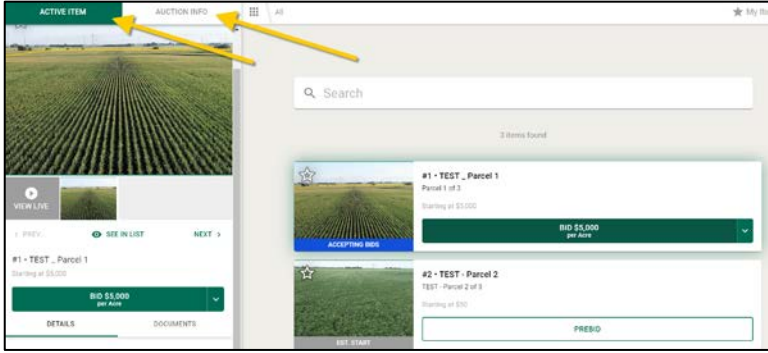 ACTIVE ITEM
AUCTION INFO
All
My
Search
3 items found
VIEW LIVE
< PREV
SEE IN LIST
NEXT >
#1 • TEST _ Parcel 1
Starting at $5,000
BID $5,000
per Acre
DETAILS
DOCUMENTS
#1 • TEST _ Parcel 1
Parcel 1 of 3
Starting at $5,000
BID $5,000
per Acre
ACCEPTING BIDS
#2 • TEST - Parcel 2
TEST - Parcel 2 of 3
Starting at $50
PREBID
EST. START